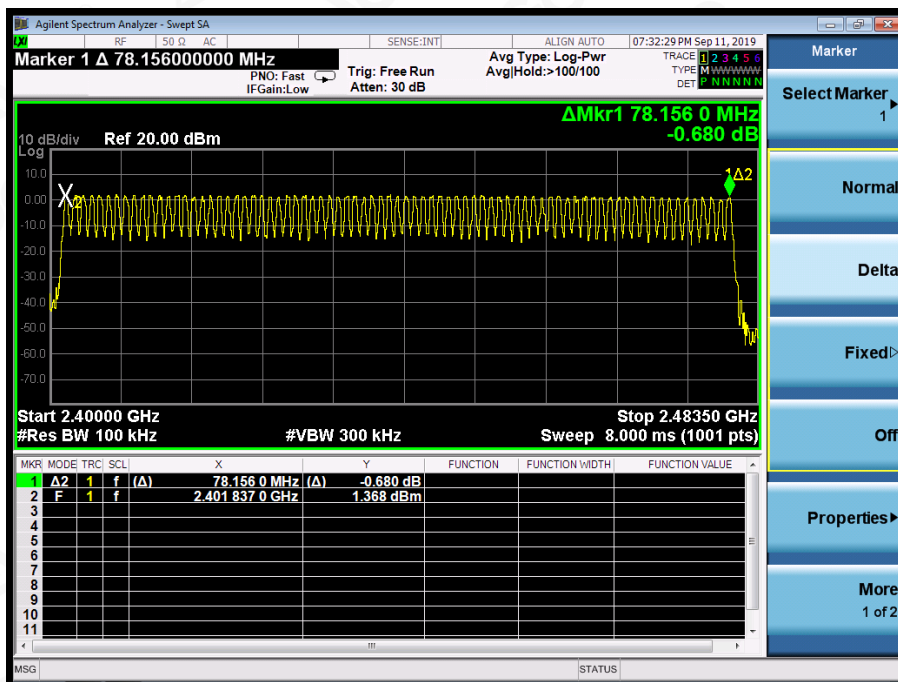 Agilent Spectrum Analyzer - Swept SA
LXI RF 50 Ω AC SENSE:INT ALIGN AUTO 07:32:29 PM Sep 11, 2019
Marker 1 Δ 78.156000000 MHz
PNO: Fast
IFGain:Low
Trig: Free Run
Atten: 30 dB
Avg Type: Log-Pwr
Avg|Hold:>100/100
TRACE 1 2 3 4 5 6
TYPE M W W W W W
DET P N N N N N
ΔMkr1 78.156 0 MHz
-0.680 dB
10 dB/div Ref 20.00 dBm
Log
10.0
0.00
-10.0
-20.0
-30.0
-40.0
-50.0
-60.0
-70.0
X2
1Δ2
Start 2.40000 GHz Stop 2.48350 GHz
#Res BW 100 kHz #VBW 300 kHz Sweep 8.000 ms (1001 pts)
MKR MODE TRC SCL X Y FUNCTION FUNCTION WIDTH FUNCTION VALUE
1 Δ2 1 f (Δ) 78.156 0 MHz (Δ) -0.680 dB
2 F 1 f 2.401 837 0 GHz 1.368 dBm
3
4
5
6
7
8
9
10
11
MSG STATUS
Marker
Select Marker
1
Normal
Delta
Fixed
Off
Properties
More
1 of 2